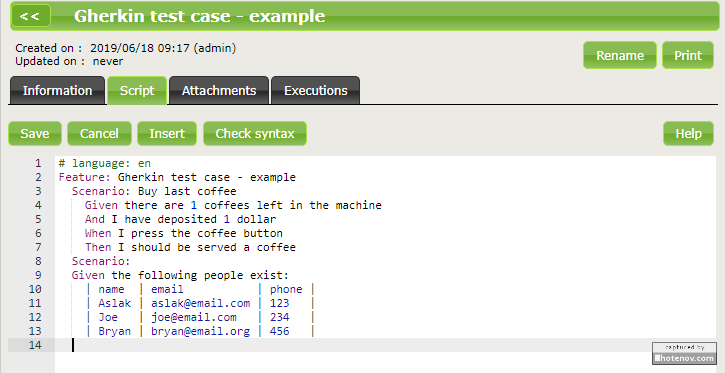 << Gherkin test case - example
Created on : 2019/06/18 09:17 (admin)
Updated on : never
Rename Print
Information Script Attachments Executions
Save Cancel Insert Check syntax Help
1 # language: en
2 Feature: Gherkin test case - example
3 Scenario: Buy last coffee
4 Given there are 1 coffees left in the machine
5 And I have deposited 1 dollar
6 When I press the coffee button
7 Then I should be served a coffee
8 Scenario:
9 Given the following people exist:
10 | name | email | phone |
11 | Aslak | aslak@email.com | 123 |
12 | Joe | joe@email.com | 234 |
13 | Bryan | bryan@email.org | 456 |
14
captured by
hotenov.com